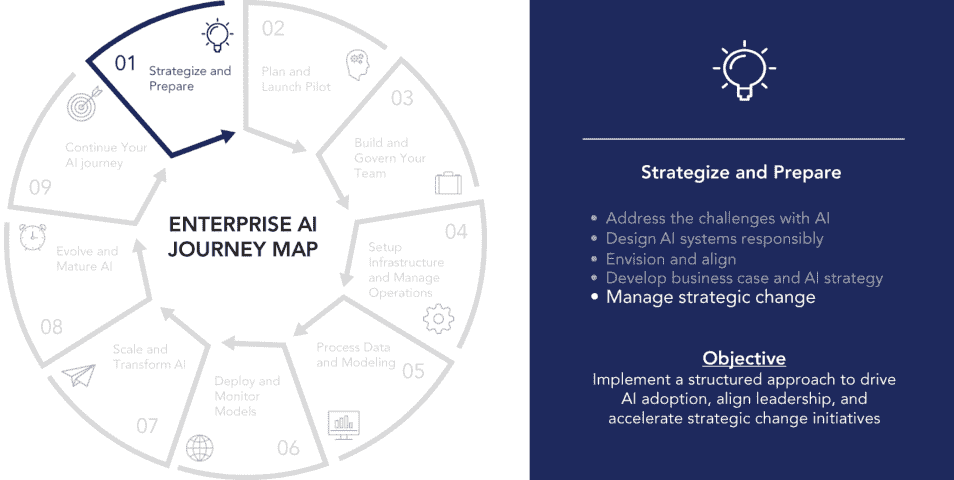 01
Strategize and
Prepare
02
Plan and
Launch Pilot
03
Build and
Govern Your
Team
04
Setup
Infrastructure
and Manage
Operations
05
Process Data
and Modeling
06
Deploy and
Monitor
Models
07
Scale and
Transform AI
08
Evolve and
Mature AI
09
Continue Your
AI journey
ENTERPRISE AI
JOURNEY MAP
Strategize and Prepare
• Address the challenges with AI
• Design AI systems responsibly
• Envision and align
• Develop business case and AI strategy
• Manage strategic change
Objective
Implement a structured approach to drive
AI adoption, align leadership, and
accelerate strategic change initiatives